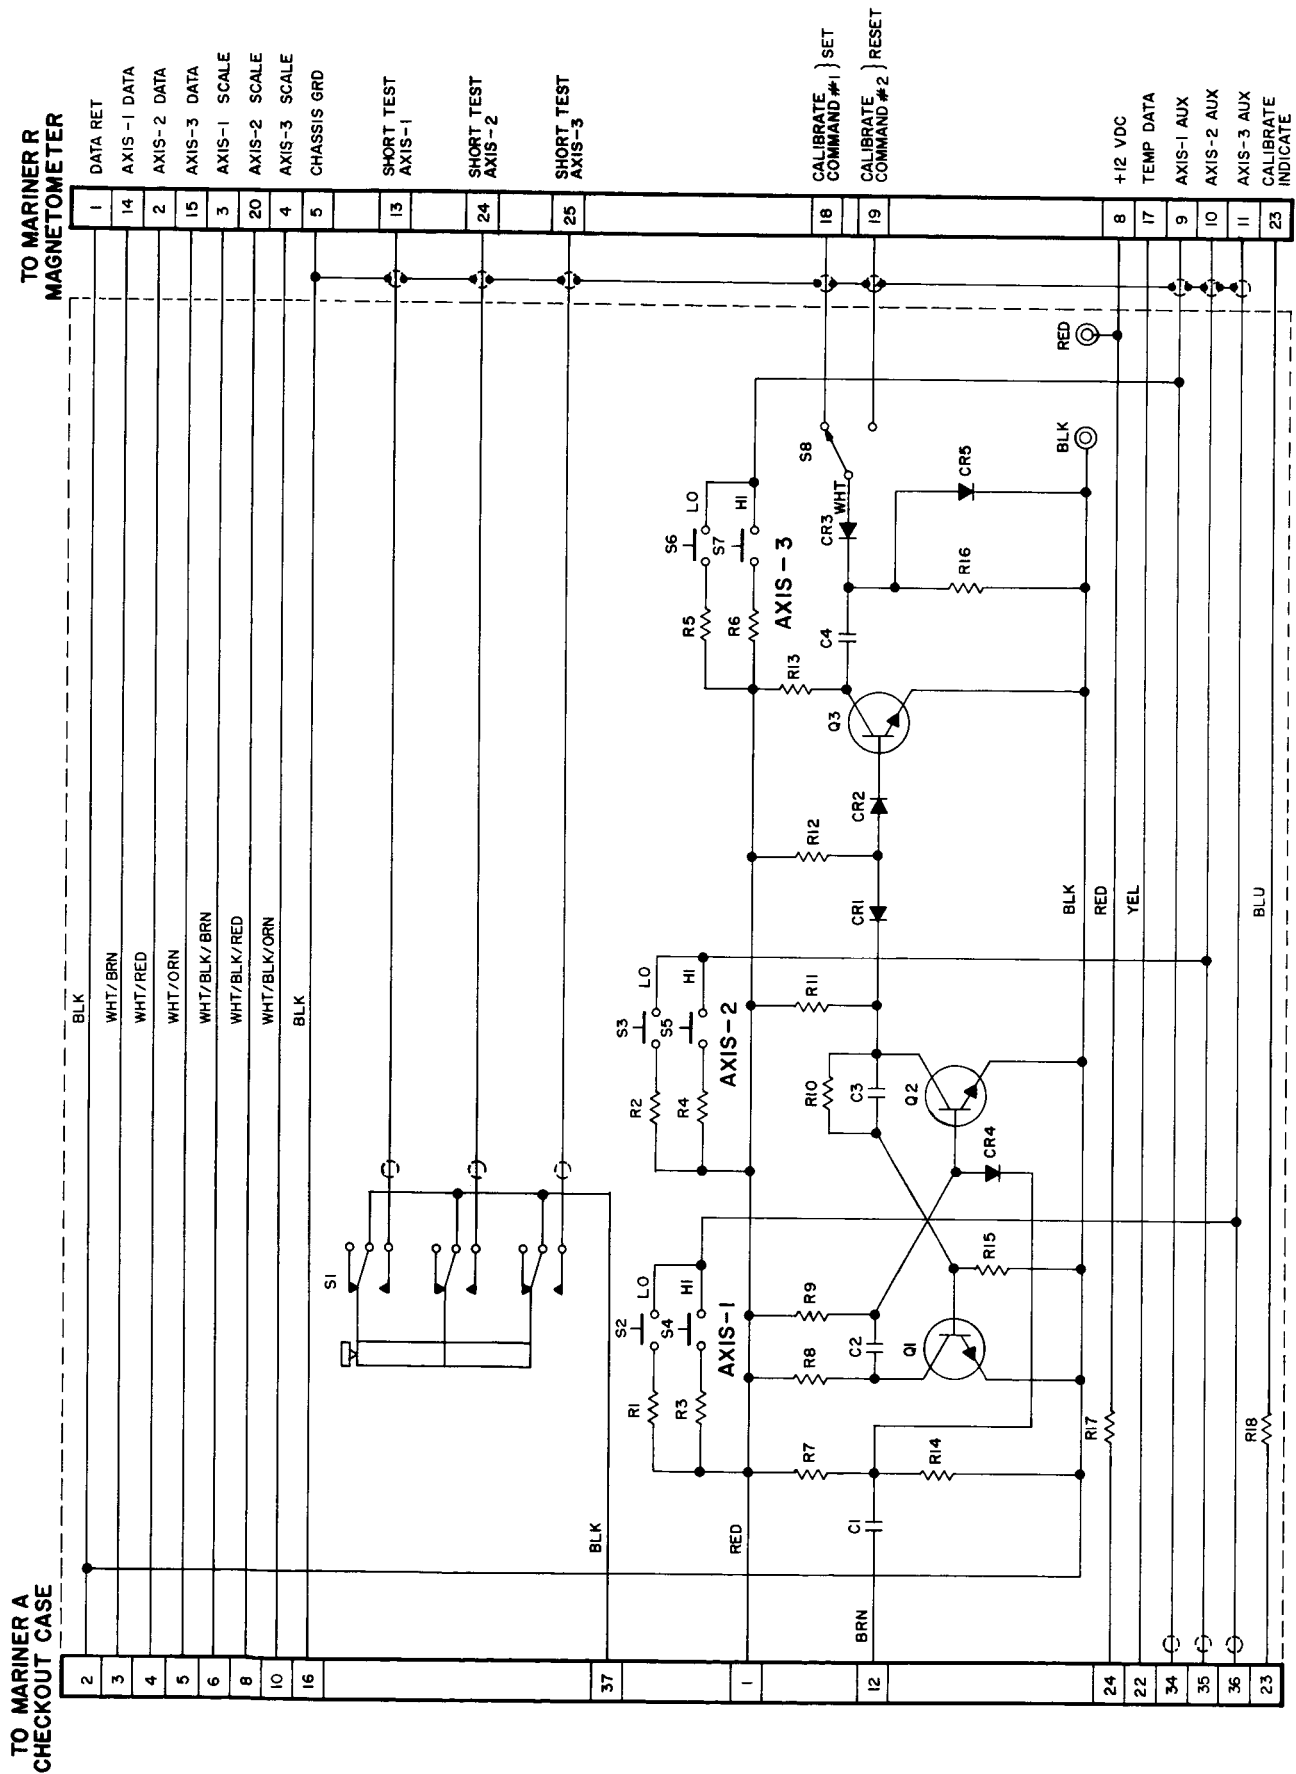 TO MARINER R
MAGNETOMETER
1
DATA RET
14
AXIS-1 DATA
2
AXIS-2 DATA
15
AXIS-3 DATA
3
AXIS-1 SCALE
20
AXIS-2 SCALE
4
AXIS-3 SCALE
5
CHASSIS GRD
13
SHORT TEST
AXIS-1
24
SHORT TEST
AXIS-2
25
SHORT TEST
AXIS-3
18
CALIBRATE
COMMAND #1 } SET
19
CALIBRATE
COMMAND #2 } RESET
8
+12 VDC
17
TEMP DATA
9
AXIS-1 AUX
10
AXIS-2 AUX
11
AXIS-3 AUX
23
CALIBRATE
INDICATE
BLK
WHT/BRN
WHT/RED
WHT/ORN
WHT/BLK/BRN
WHT/BLK/RED
WHT/BLK/ORN
BLK
S1
BLK
RED
BRN
S6
LO
S7
HI
R5
R6
AXIS-3
R13
C4
Q3
S8
WHT
CR3
CR5
R16
RED
BLK
CR2
R12
CR1
S3
LO
S5
HI
R2
R4
AXIS-2
R11
R10
C3
Q2
CR4
BLK
RED
YEL
BLU
S2
LO
S4
HI
R1
R3
AXIS-1
R9
R8
C2
Q1
R15
R7
R14
C1
R17
R18
TO MARINER A
CHECKOUT CASE
2
3
4
5
6
8
10
16
37
1
12
24
22
34
35
36
23